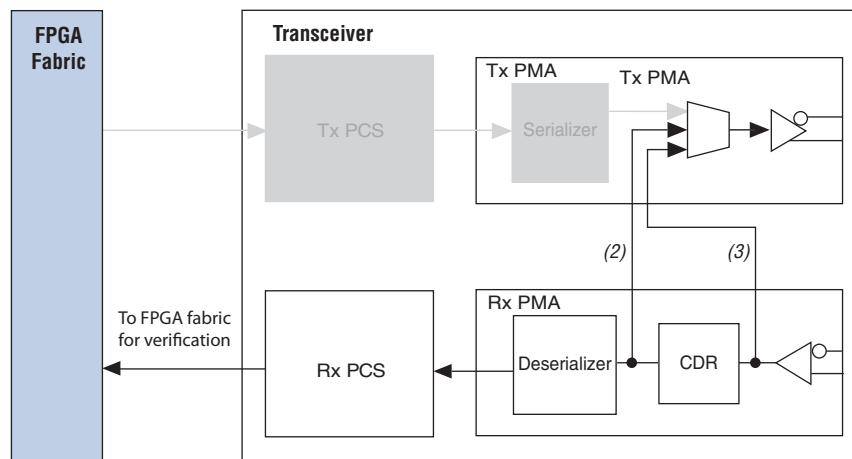 FPGA
Fabric
Transceiver
Tx PMA
Tx PMA
Tx PCS
Serializer
(2)
(3)
Rx PMA
To FPGA fabric
for verification
Rx PCS
Deserializer
CDR